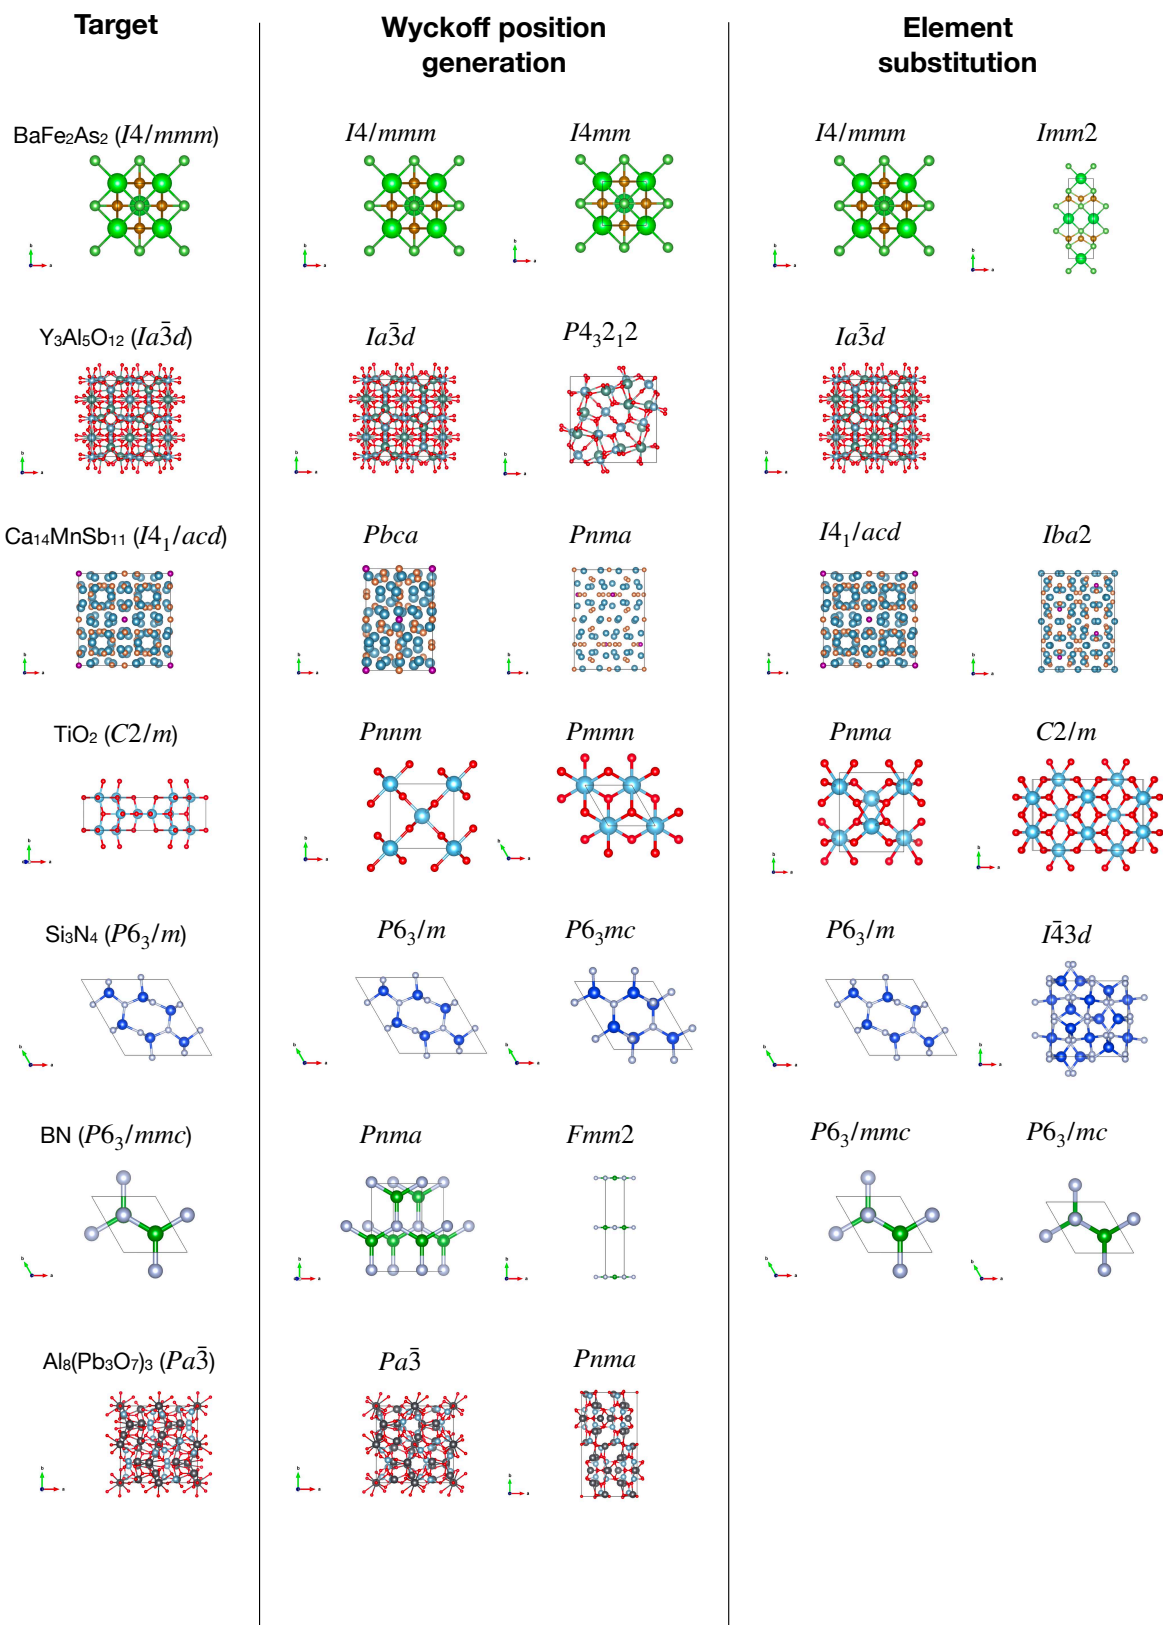 Target
Wyckoff position
generation
Element
substitution
BaFe₂As₂ (I4/mmm)
I4/mmm
I4mm
I4/mmm
Imm2
Y₃Al₅O₁₂ (Ia3̄d)
Ia3̄d
P4₃2₁2
Ia3̄d
Ca₁₄MnSb₁₁ (I4₁/acd)
Pbca
Pnma
I4₁/acd
Iba2
TiO₂ (C2/m)
Pnnm
Pmmn
Pnma
C2/m
Si₃N₄ (P6₃/m)
P6₃/m
P6₃mc
P6₃/m
I4̄3d
BN (P6₃/mmc)
Pnma
Fmm2
P6₃/mmc
P6₃/mc
Al₈(Pb₃O₇)₃ (Pa3̄)
Pa3̄
Pnma